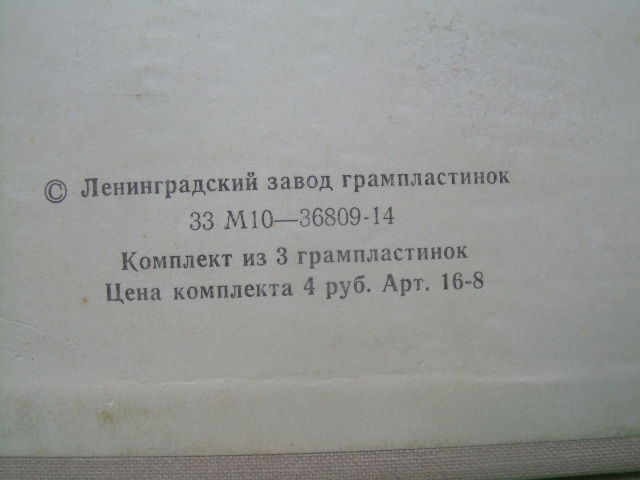 © Ленинградский завод грампластинок
33 М10—36809-14
Комплект из 3 грампластинок
Цена комплекта 4 руб. Арт. 16-8